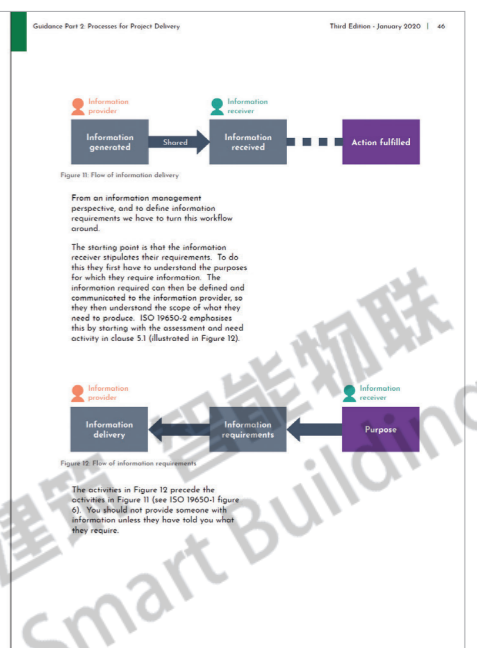 Guidance Part 2: Processes for Project Delivery
Third Edition - January 2020 | 46
Information provider
Information receiver
Information generated
Shared
Information received
Action fulfilled
Figure 11: Flow of information delivery
From an information management
perspective, and to define information
requirements we have to turn this workflow
around.
The starting point is that the information
receiver stipulates their requirements. To do
this they first have to understand the purposes
for which they require information. The
information required can then be defined and
communicated to the information provider, so
they then understand the scope of what they
need to produce. ISO 19650-2 emphasises
this by starting with the assessment and need
activity in clause 5.1 (illustrated in Figure 12).
Information provider
Information receiver
Information delivery
Information requirements
Purpose
Figure 12: Flow of information requirements
The activities in Figure 12 precede the
activities in Figure 11 (see ISO 19650-1 figure
6). You should not provide someone with
information unless they have told you what
they require.
建筑 智能物联
Smart Building